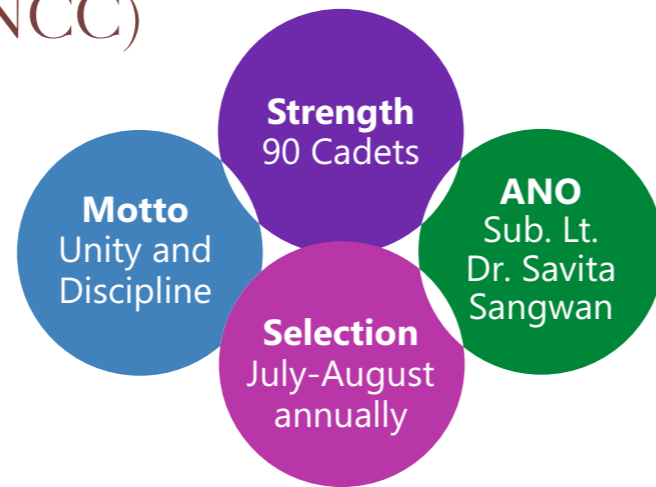 NCC)
Strength
90 Cadets
Motto
Unity and
Discipline
ANO
Sub. Lt.
Dr. Savita
Sangwan
Selection
July-August
annually